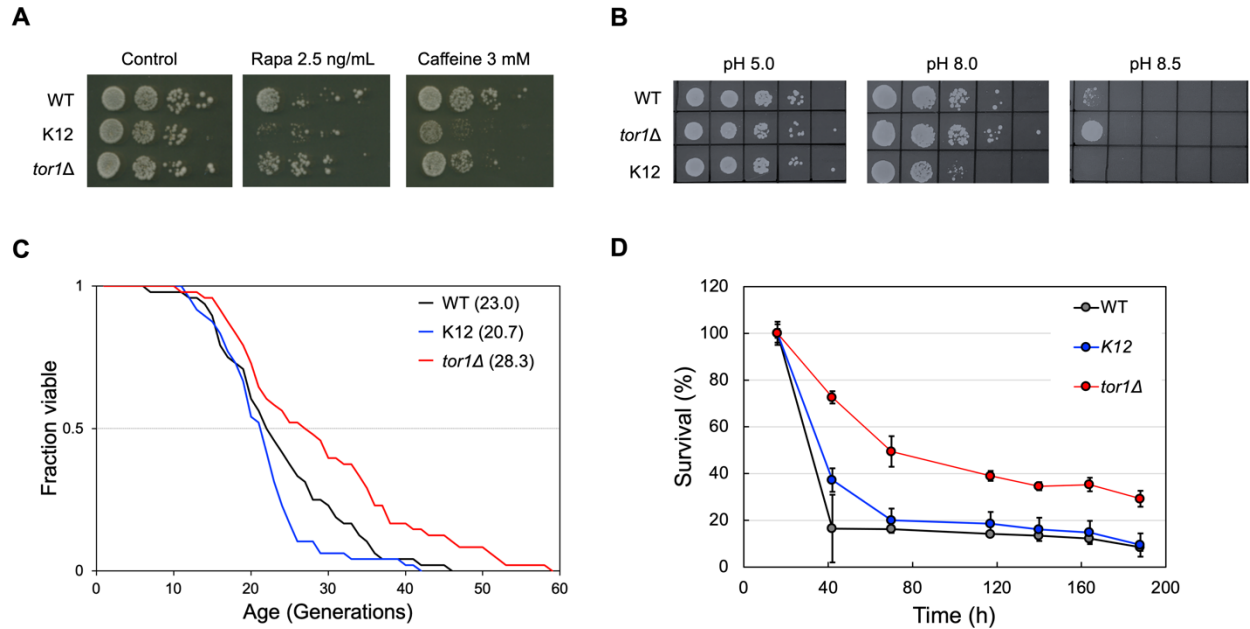 A
Control
Rapa 2.5 ng/mL
Caffeine 3 mM
WT
K12
tor1Δ
B
pH 5.0
pH 8.0
pH 8.5
WT
tor1Δ
K12
C
Fraction viable
1
0.5
0
WT (23.0)
K12 (20.7)
tor1Δ (28.3)
0 10 20 30 40 50 60
Age (Generations)
D
Survival (%)
120
100
80
60
40
20
0
WT
K12
tor1Δ
0 40 80 120 160 200
Time (h)